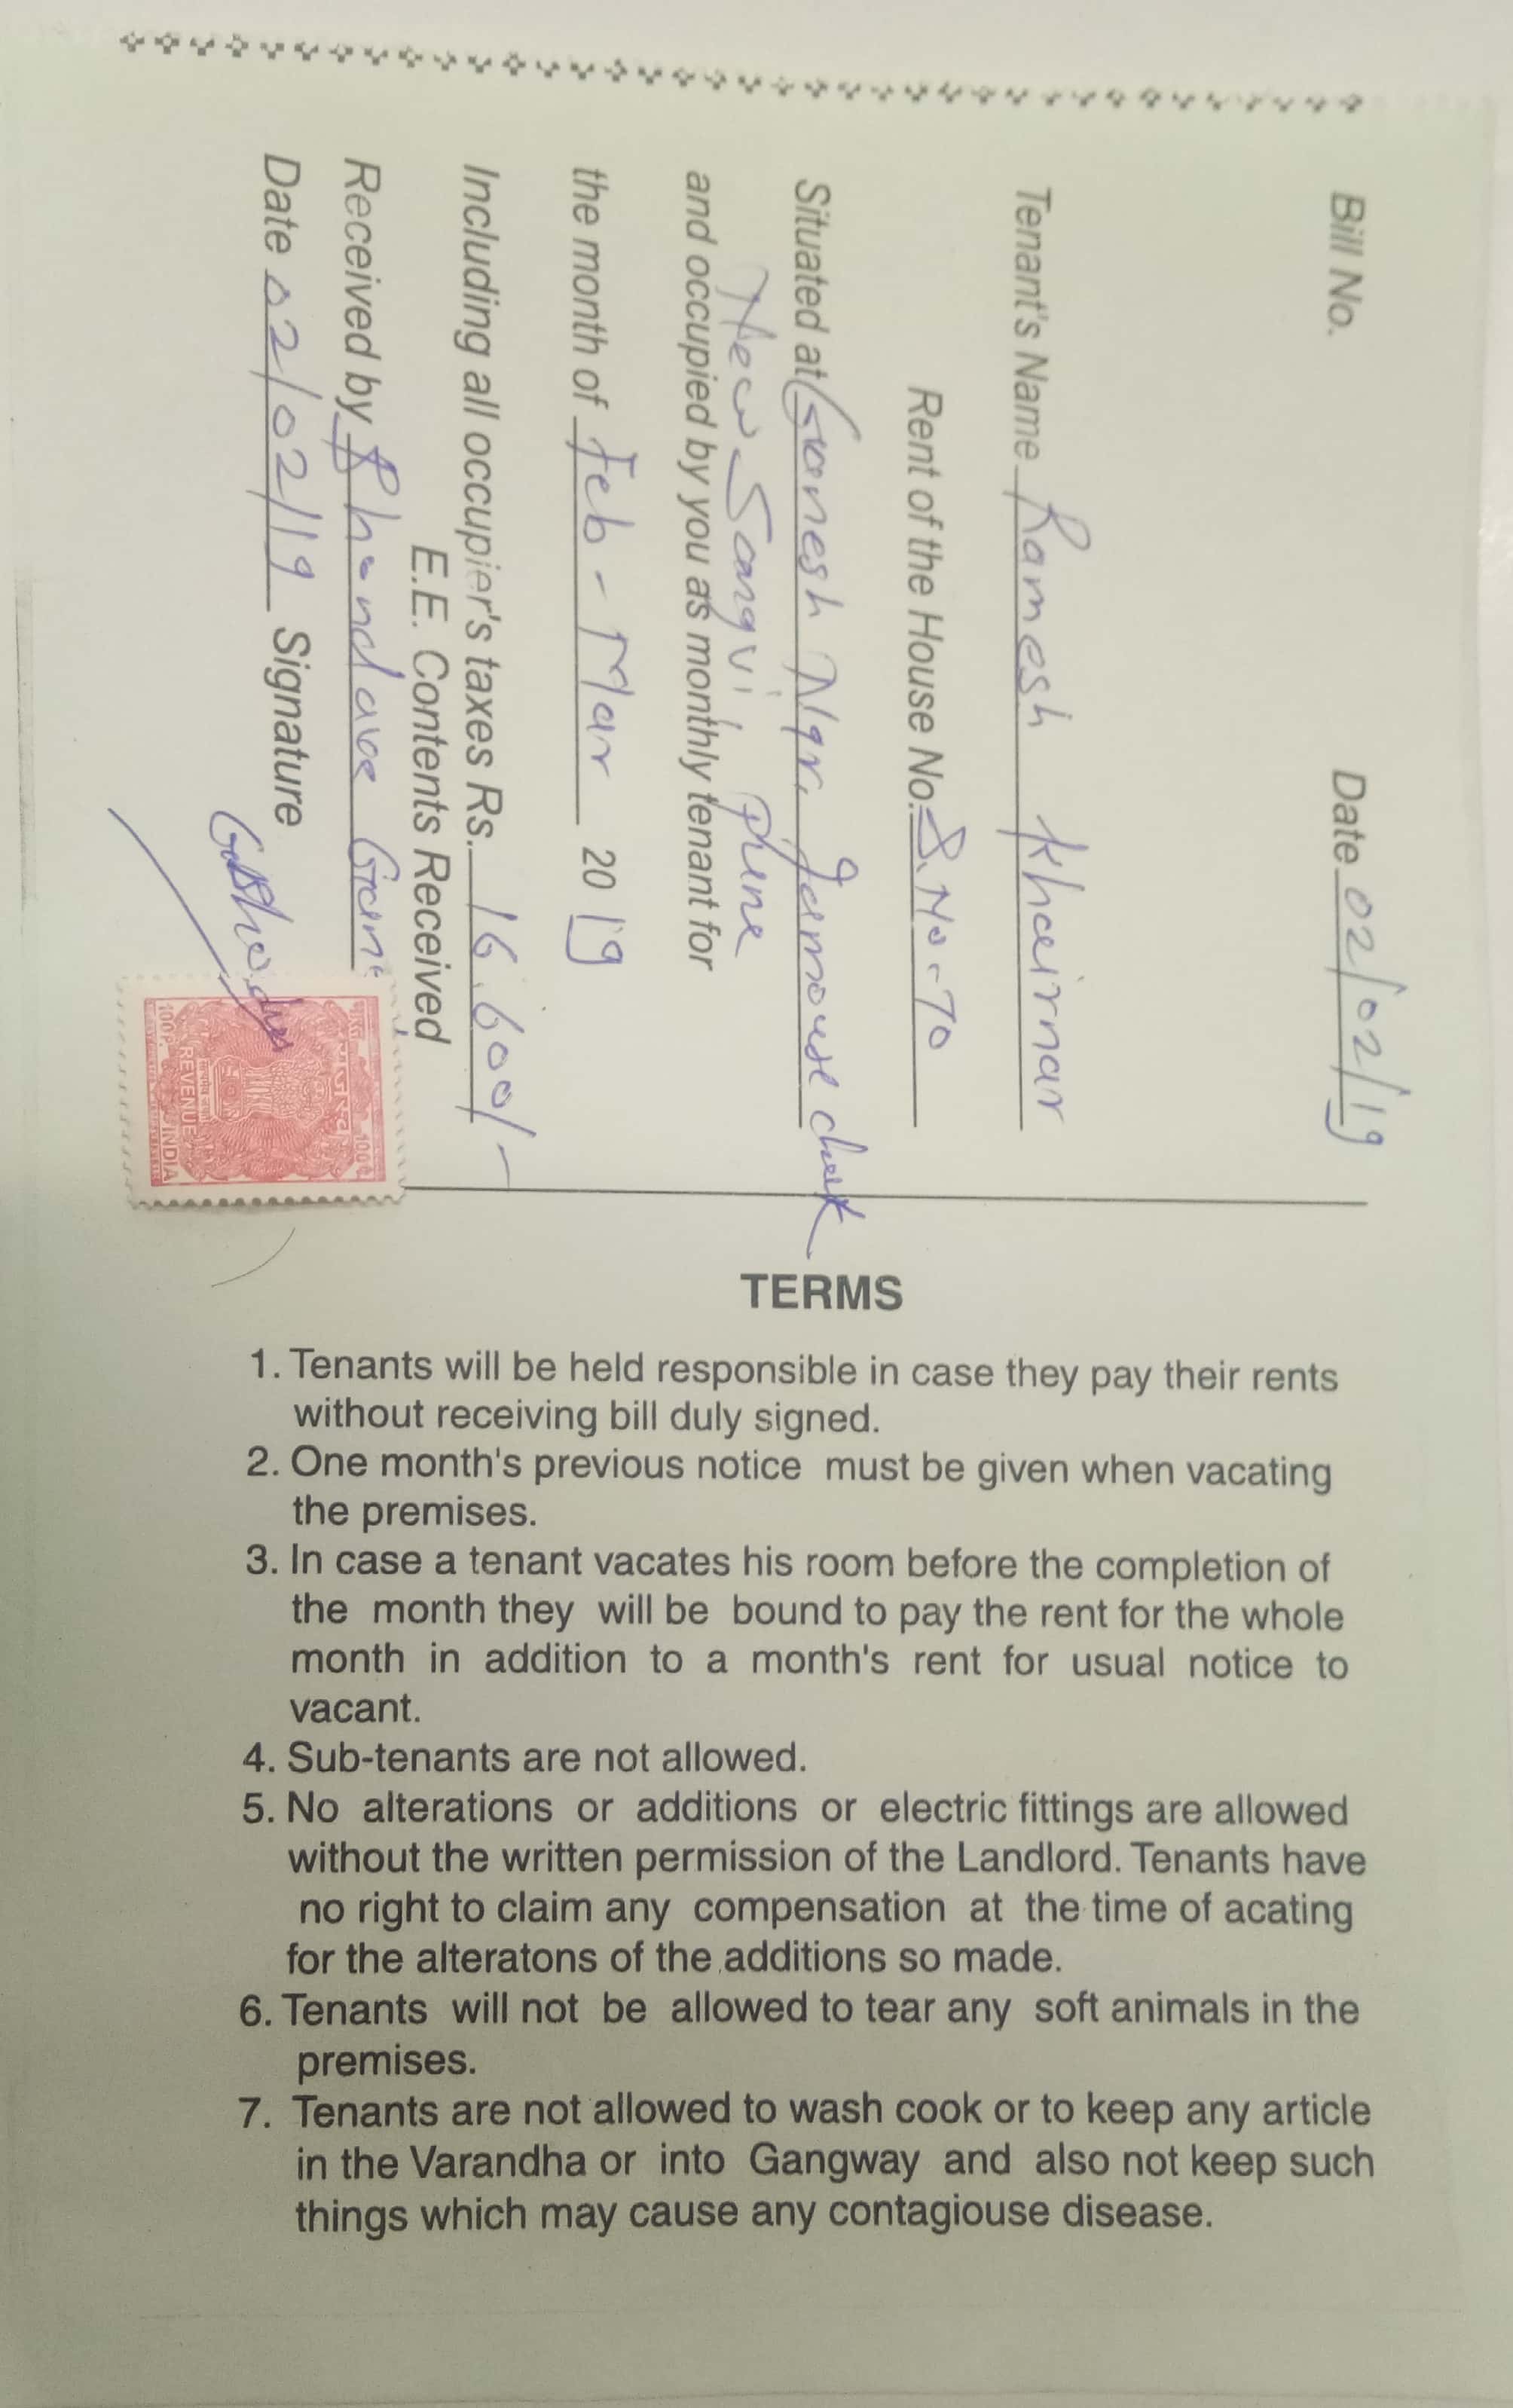 Bill No. Date 02/02/19
Tenant's Name Ramesh Khairnar
Rent of the House No. S.No-70
Situated at Ganesh Ngr, chouk
New Sangvi, pune
and occupied by you as monthly tenant for
the month of Feb - Mar 2019
Including all occupier's taxes Rs. 16,600/-
E.E. Contents Received
Received by
Date 02/02/19 Signature
100P. 100P.
REVENUE INDIA
TERMS
1. Tenants will be held responsible in case they pay their rents
without receiving bill duly signed.
2. One month's previous notice must be given when vacating
the premises.
3. In case a tenant vacates his room before the completion of
the month they will be bound to pay the rent for the whole
month in addition to a month's rent for usual notice to
vacant.
4. Sub-tenants are not allowed.
5. No alterations or additions or electric fittings are allowed
without the written permission of the Landlord. Tenants have
no right to claim any compensation at the time of acating
for the alteratons of the additions so made.
6. Tenants will not be allowed to tear any soft animals in the
premises.
7. Tenants are not allowed to wash cook or to keep any article
in the Varandha or into Gangway and also not keep such
things which may cause any contagiouse disease.